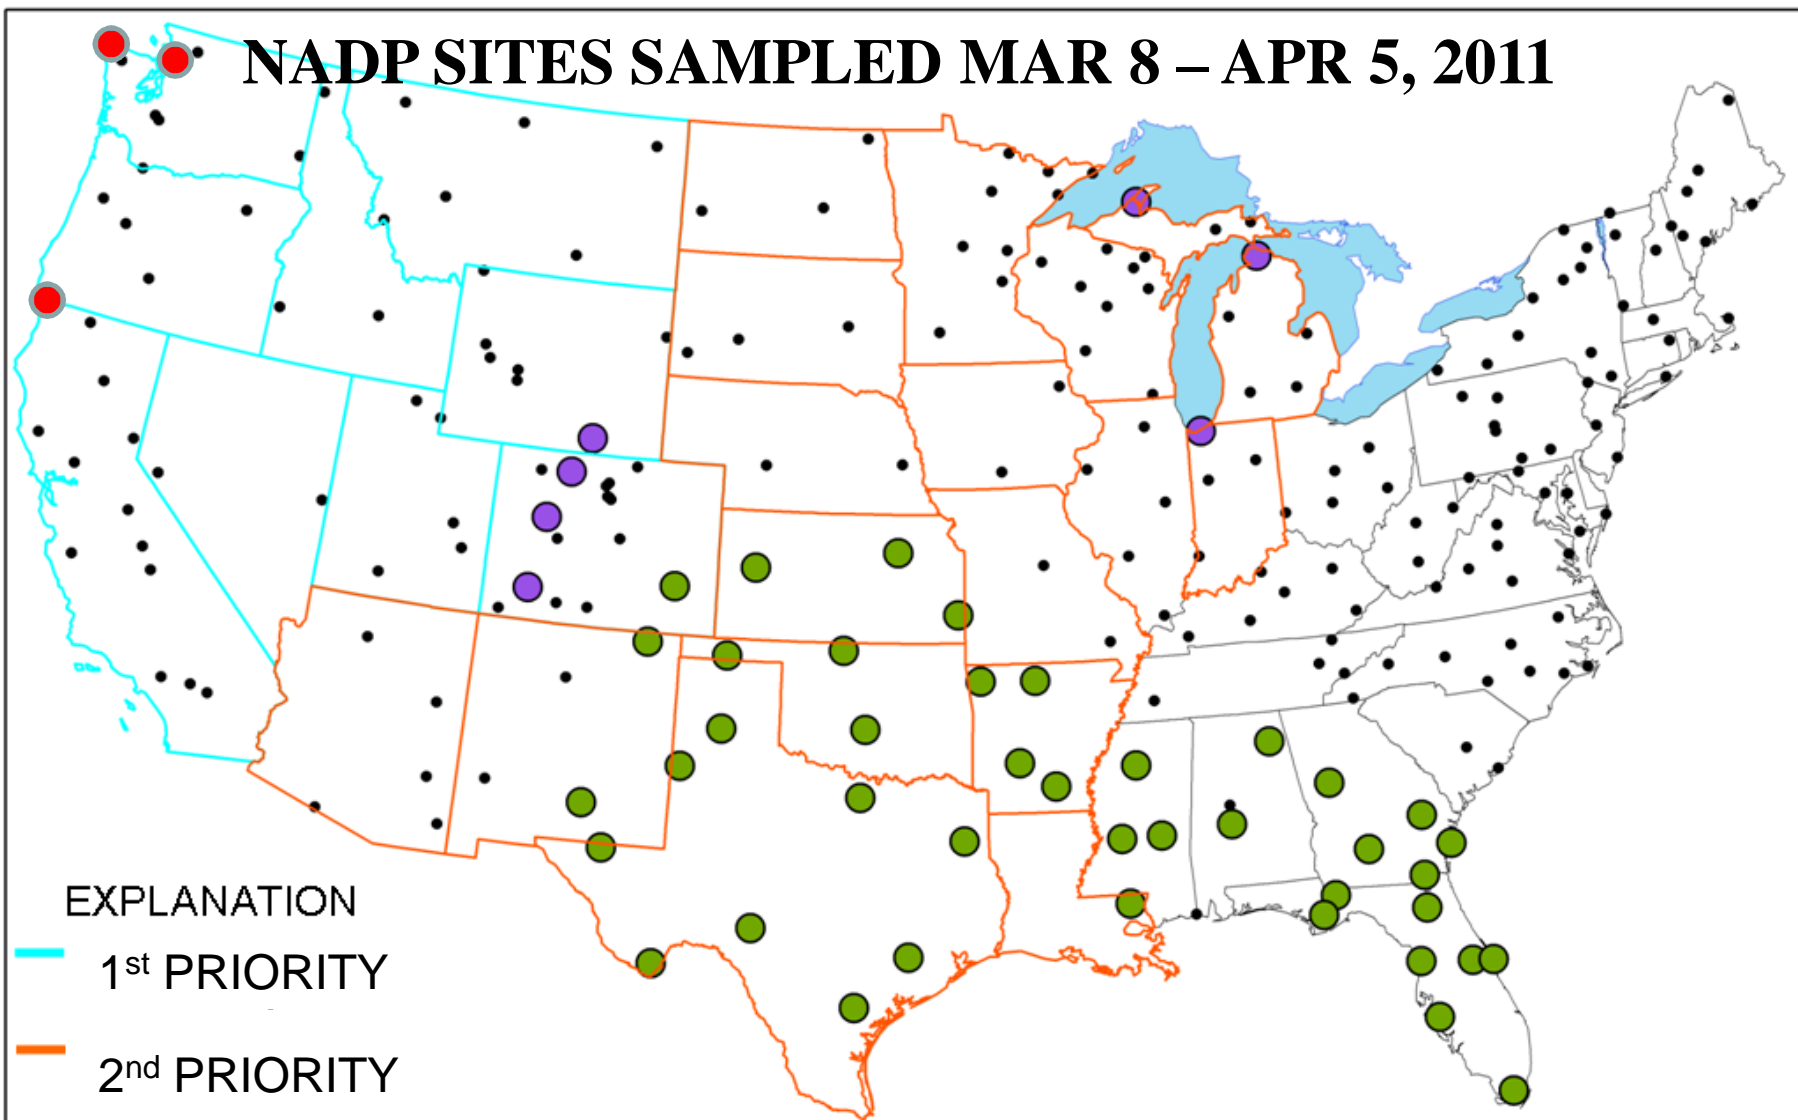 NADP SITES SAMPLED MAR 8 – APR 5, 2011
EXPLANATION
1st PRIORITY
2nd PRIORITY